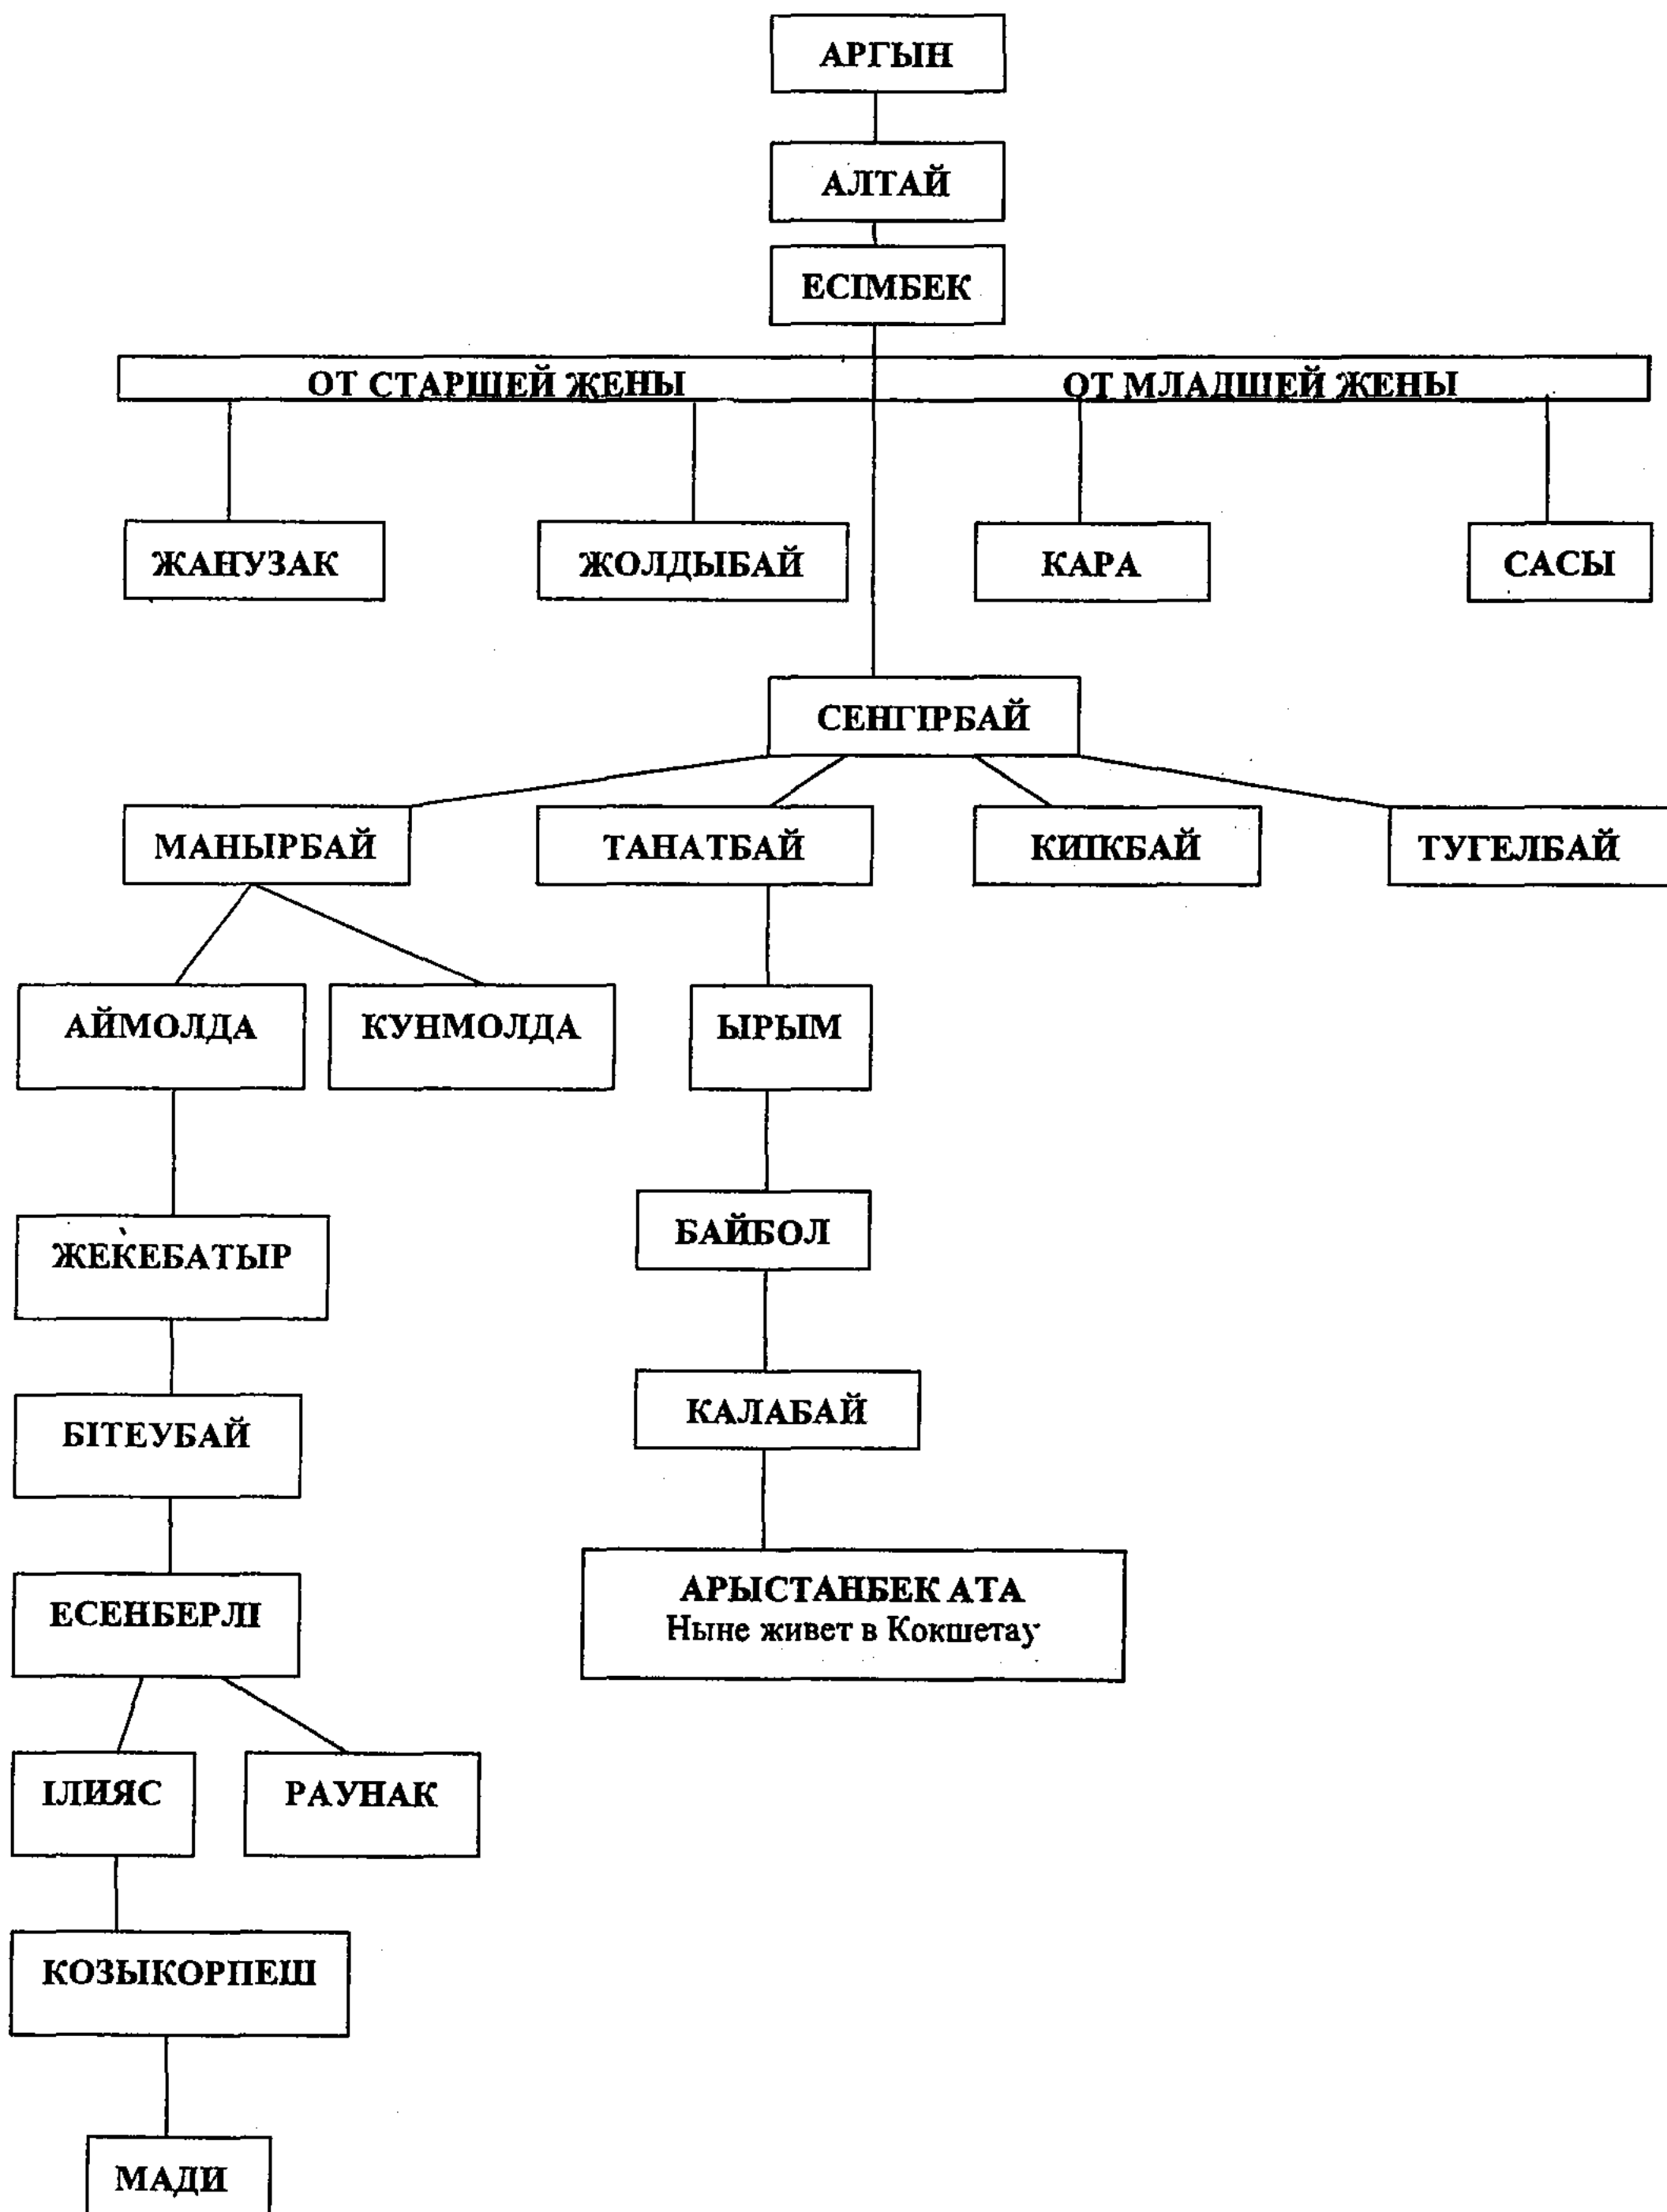 АРГЫН
АЛТАЙ
ЕСІМБЕК
ОТ СТАРШЕЙ ЖЕНЫ
ОТ МЛАДШЕЙ ЖЕНЫ
ЖАНУЗАК
ЖОЛДЫБАЙ
КАРА
САСЫ
СЕНГІРБАЙ
МАНЫРБАЙ
ТАНАТБАЙ
КИІКБАЙ
ТУГЕЛБАЙ
АЙМОЛДА
КУНМОЛДА
ЫРЫМ
БАЙБОЛ
ЖЕКЕБАТЫР
КАЛАБАЙ
БІТЕУБАЙ
АРЫСТАНБЕК АТА
Ныне живет в Кокшетау
ЕСЕНБЕРЛІ
ІЛИЯС
РАУНАК
КОЗЫКОРПЕШ
МАДИ